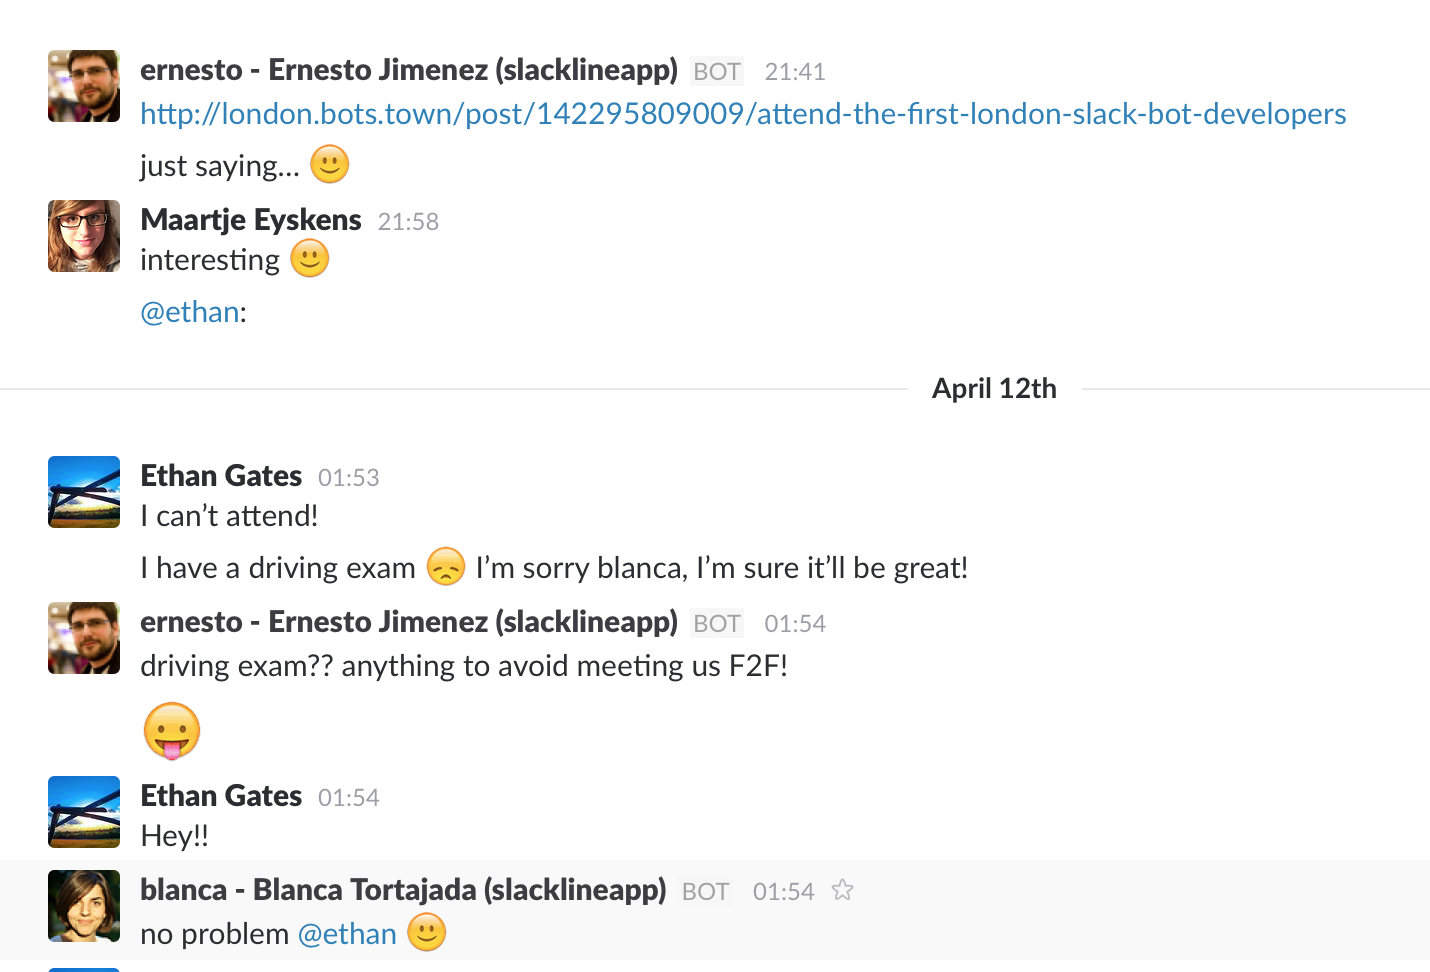 ernesto - Ernesto Jimenez (slacklineapp) BOT 21:41
http://london.bots.town/post/142295809009/attend-the-first-london-slack-bot-developers
just saying... 🙂
Maartje Eyskens 21:58
interesting 🙂
@ethan:
April 12th
Ethan Gates 01:53
I can’t attend!
I have a driving exam 😞 I’m sorry blanca, I’m sure it’ll be great!
ernesto - Ernesto Jimenez (slacklineapp) BOT 01:54
driving exam?? anything to avoid meeting us F2F!
😛
Ethan Gates 01:54
Hey!!
blanca - Blanca Tortajada (slacklineapp) BOT 01:54 ☆
no problem @ethan 🙂